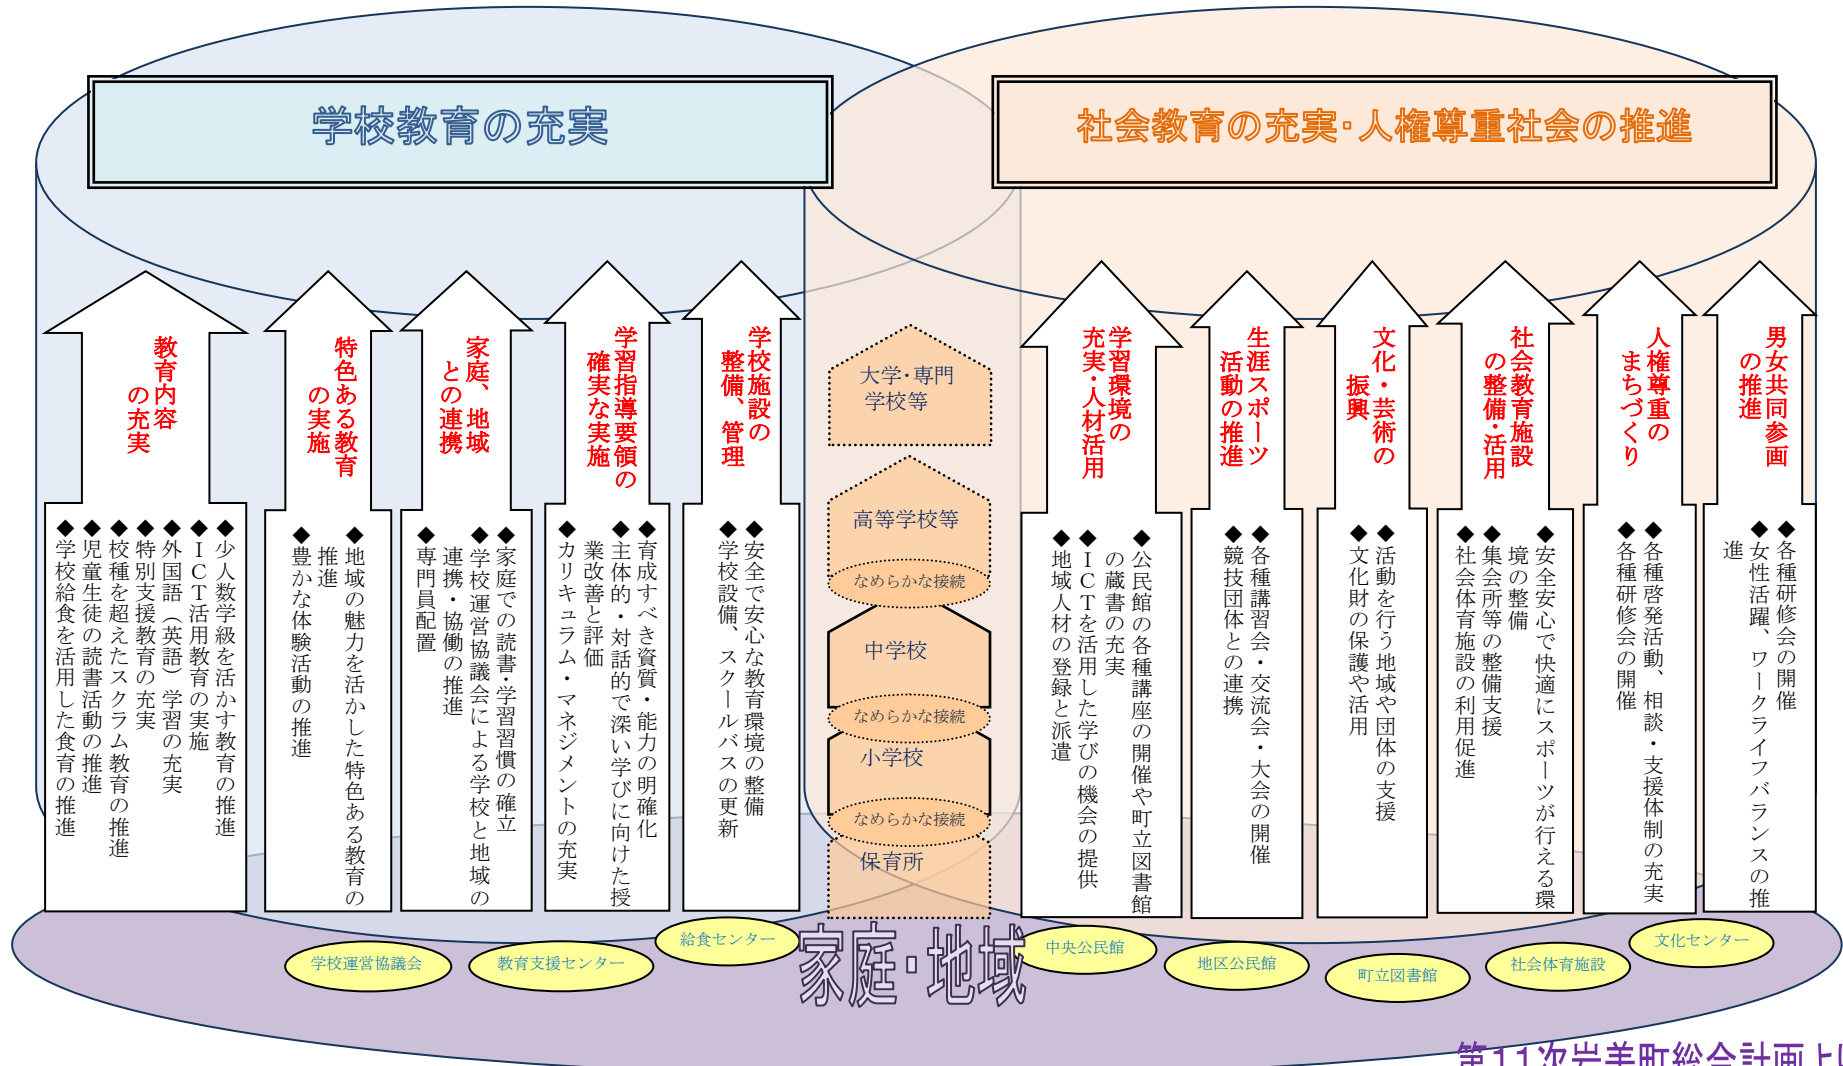 学校教育の充実
社会教育の充実・人権尊重社会の推進
教育内容
の充実
◆少人数学級を活かす教育の推進
◆ICT活用教育の実施
◆外国語（英語）学習の充実
◆特別支援教育の充実
◆校種を超えたスクラム教育の推進
◆児童生徒の読書活動の推進
◆学校給食を活用した食育の推進
特色ある教育
の実施
◆地域の魅力を活かした特色ある教育の
推進
◆豊かな体験活動の推進
家庭、地域
との連携
◆家庭での読書・学習習慣の確立
◆学校運営協議会による学校と地域の
連携・協働の推進
◆専門員配置
学習指導要領の
確実な実施
◆育成すべき資質・能力の明確化
◆主体的・対話的で深い学びに向けた授
業改善と評価
◆カリキュラム・マネジメントの充実
学校施設の
整備、管理
◆安全で安心な教育環境の整備
◆学校設備、スクールバスの更新
大学・専門
学校等
高等学校等
なめらかな接続
中学校
なめらかな接続
小学校
なめらかな接続
保育所
学習環境の
充実・人材活用
◆公民館の各種講座の開催や町立図書館
の蔵書の充実
◆ICTを活用した学びの機会の提供
◆地域人材の登録と派遣
生涯スポーツ
活動の推進
◆各種講習会・交流会・大会の開催
◆競技団体との連携
文化・芸術の
振興
◆活動を行う地域や団体の支援
◆文化財の保護や活用
社会教育施設
の整備・活用
◆安全安心で快適にスポーツが行える環
境の整備
◆集会所等の整備支援
◆社会体育施設の利用促進
人権尊重の
まちづくり
◆各種啓発活動、相談・支援体制の充実
◆各種研修会の開催
男女共同参画
の推進
◆各種研修会の開催
◆女性活躍、ワークライフバランスの推
進
学校運営協議会
教育支援センター
給食センター
家庭・地域
中央公民館
地区公民館
町立図書館
社会体育施設
文化センター
第11次岩美町総合計画より